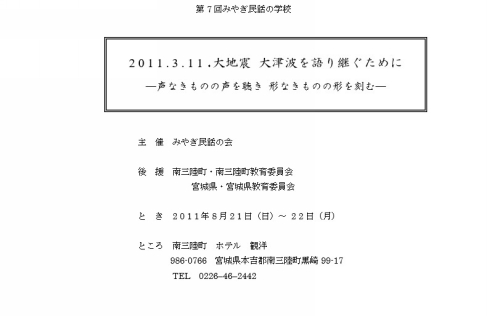 第7回みやぎ民話の学校
2011.3.11.大地震 大津波を語り継ぐために
―声なきものの声を聴き 形なきものの形を刻む―
主 催 みやぎ民話の会
後 援 南三陸町・南三陸町教育委員会
宮城県・宮城県教育委員会
と き 2011年8月21日（日）～ 22日（月）
ところ 南三陸町 ホテル 観洋
986-0766 宮城県本吉郡南三陸町黒崎 99-17
TEL 0226-46-2442